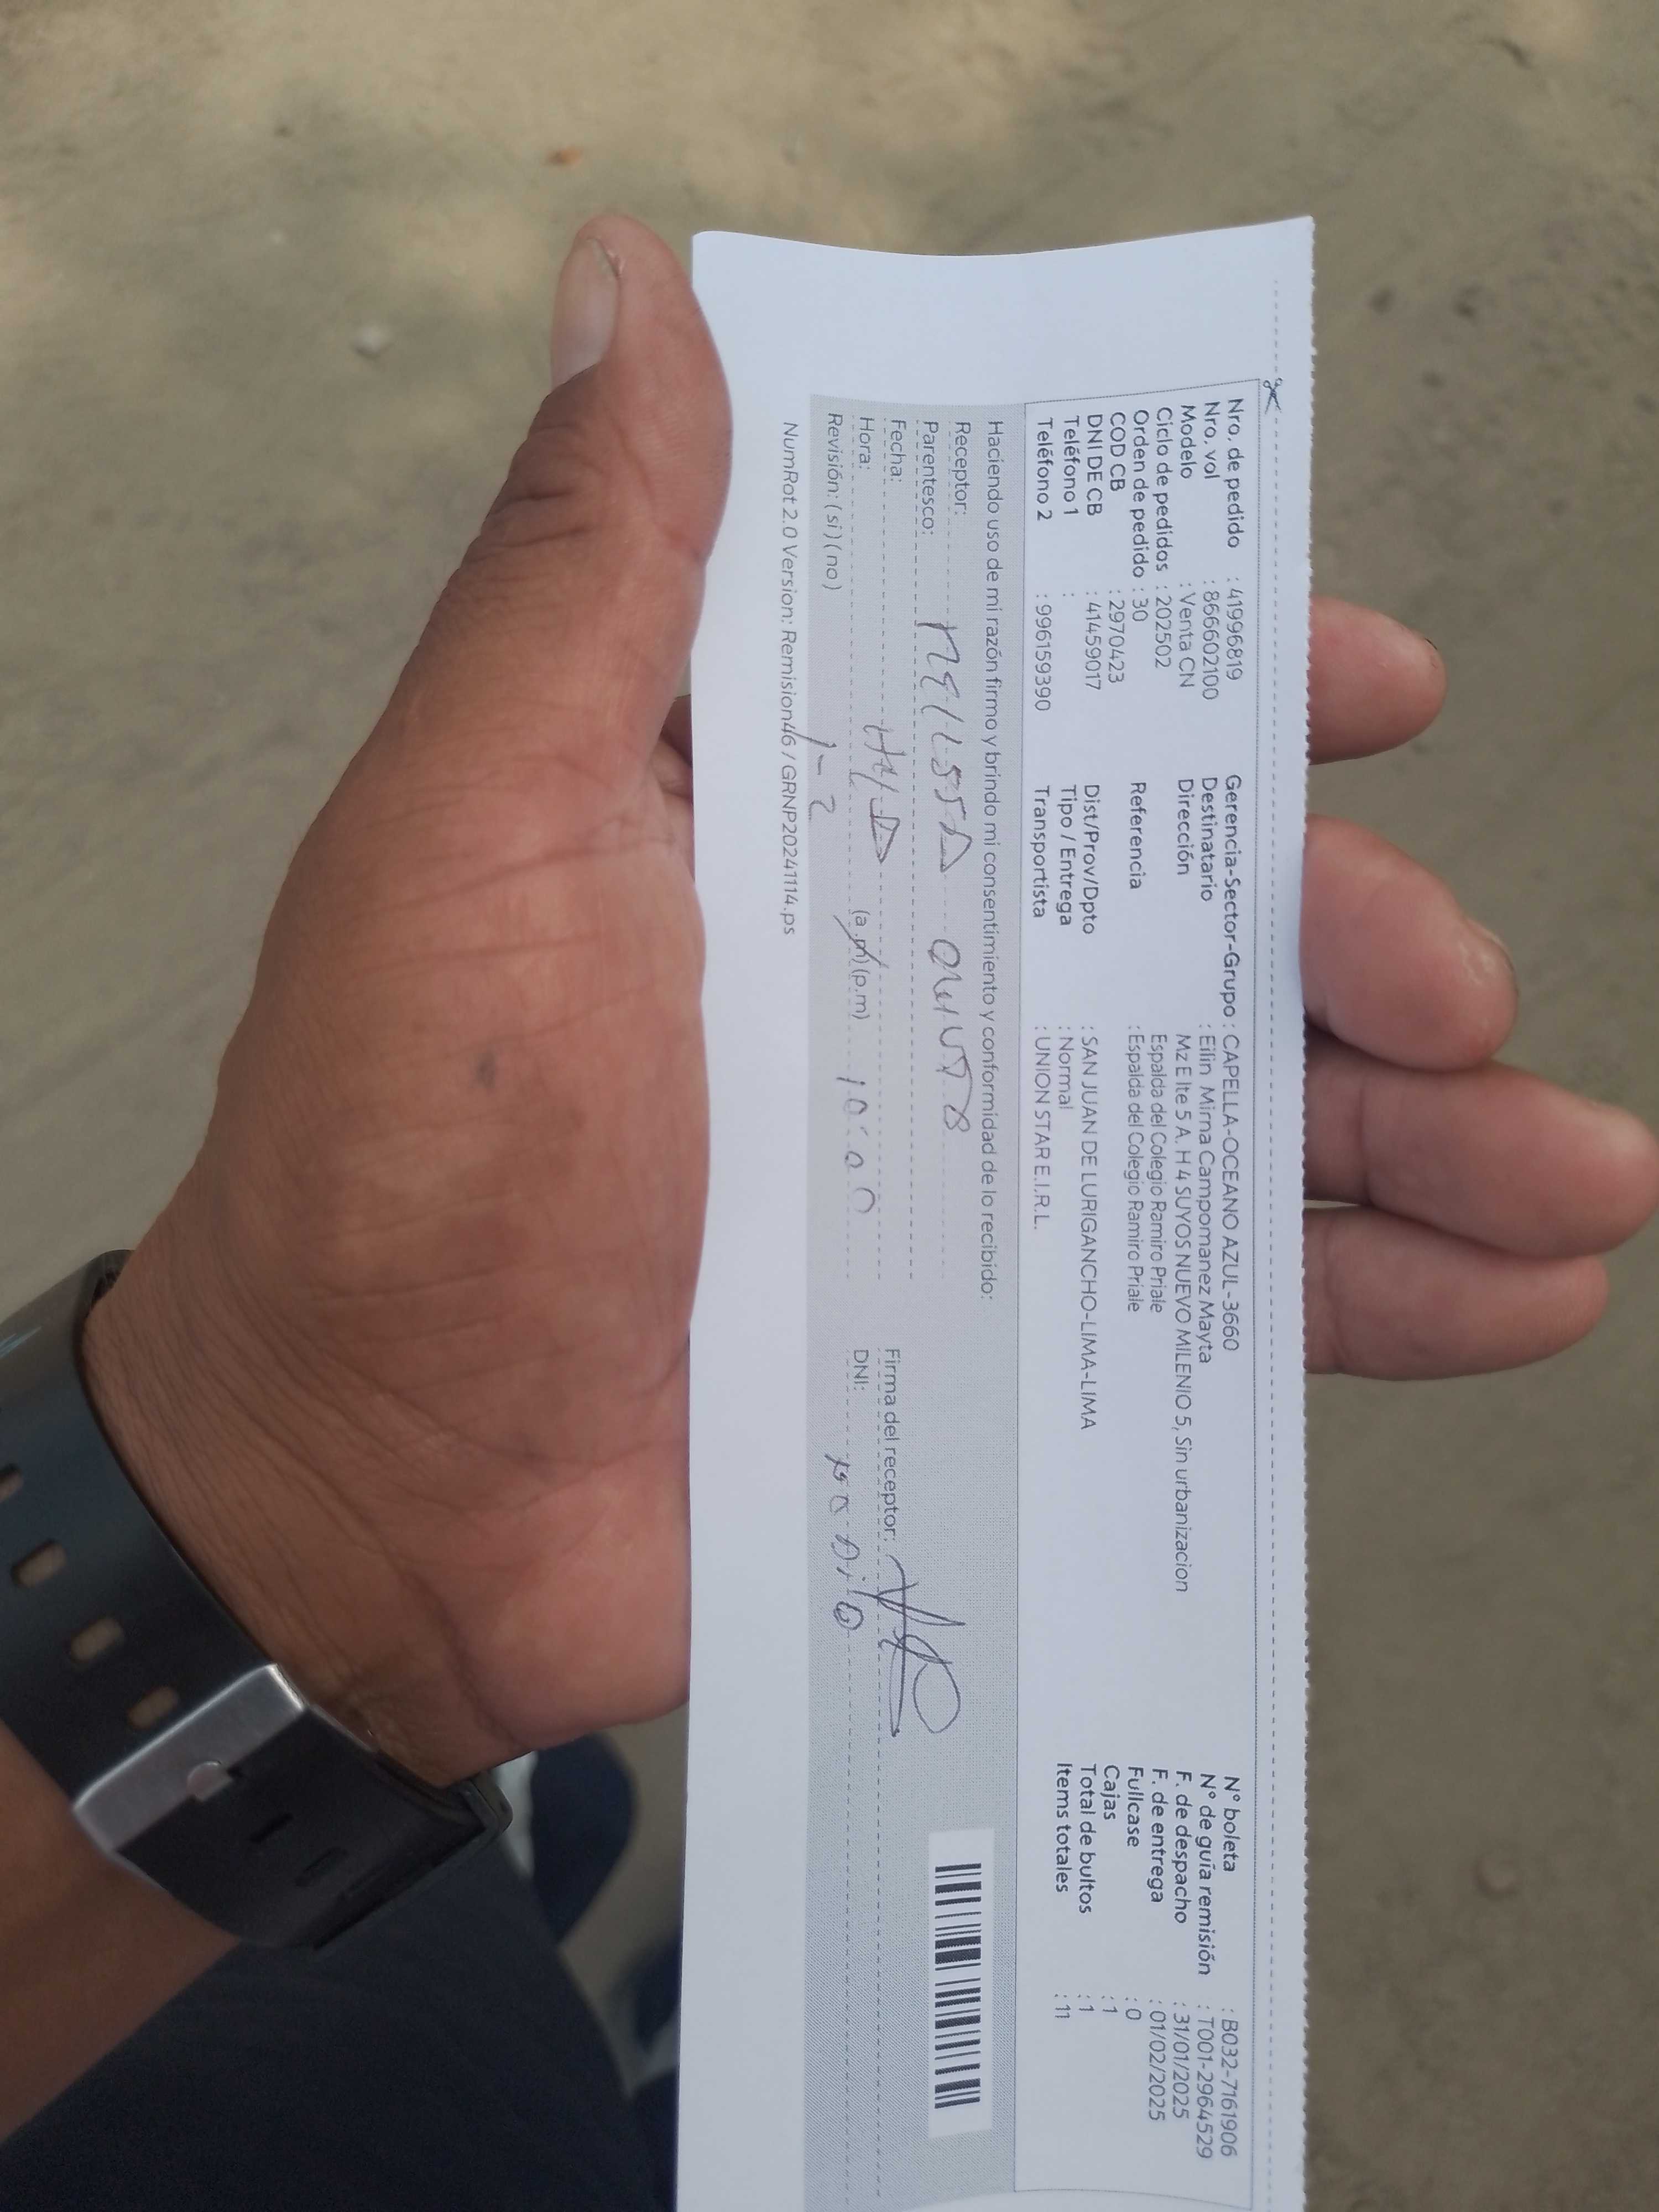 Nro. de pedido : 41996819
Nro. vol : 866602100
Modelo : Venta CN
Ciclo de pedidos : 202502
Orden de pedido : 30
COD CB : 2970423
DNI DE CB : 41459017
Teléfono 1 :
Teléfono 2 : 996159390
Gerencia-Sector-Grupo : CAPELLA-OCEANO AZUL-3660
Destinatario : Eilin Mirna Campomanez Mayta
Dirección Mz E lte 5 A. H 4 SUYOS NUEVO MILENIO 5, Sin urbanizacion
Espalda del Colegio Ramiro Priale
Referencia : Espalda del Colegio Ramiro Priale
Dist/Prov/Dpto : SAN JUAN DE LURIGANCHO-LIMA-LIMA
Tipo / Entrega : Normal
Transportista : UNION STAR E.I.R.L.
N° boleta : B032-7161906
N° de guía remisión : T001-2964529
F. de despacho : 31/01/2025
F. de entrega : 01/02/2025
Fullcase : 0
Cajas : 1
Total de bultos : 1
Items totales : 11
Haciendo uso de mi razón firmo y brindo mi consentimiento y conformidad de lo recibido:
Receptor:
Parentesco:
Fecha:
Hora: (a.m) (p.m)
Revisión: (si) (no)
Firma del receptor:
DNI:
NumRot 2.0 Version: Remision46 / GRNP20241114.ps